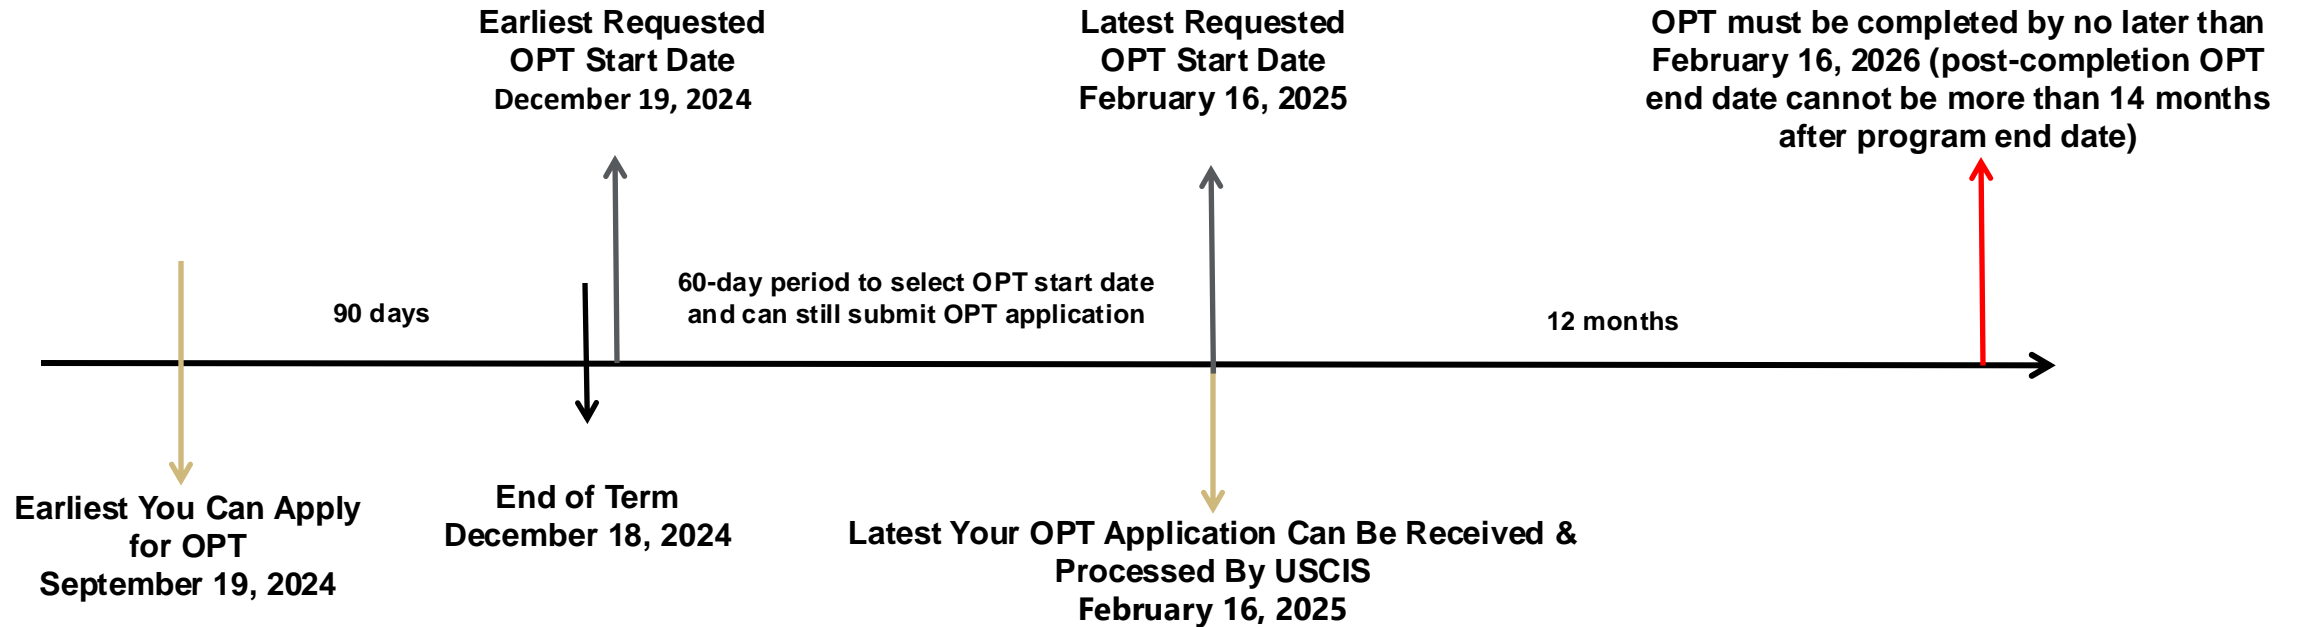 Earliest Requested
OPT Start Date
December 19, 2024
Latest Requested
OPT Start Date
February 16, 2025
OPT must be completed by no later than
February 16, 2026 (post-completion OPT
end date cannot be more than 14 months
after program end date)
90 days
60-day period to select OPT start date
and can still submit OPT application
12 months
Earliest You Can Apply
for OPT
September 19, 2024
End of Term
December 18, 2024
Latest Your OPT Application Can Be Received &
Processed By USCIS
February 16, 2025